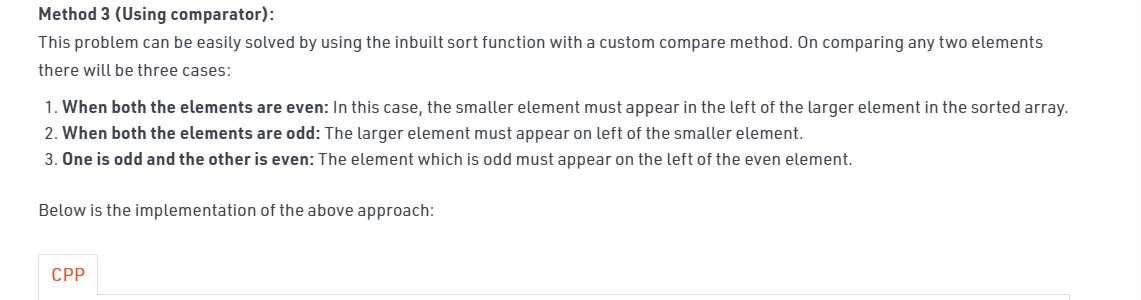 Method 3 (Using comparator):
This problem can be easily solved by using the inbuilt sort function with a custom compare method. On comparing any two elements
there will be three cases:
1. When both the elements are even: In this case, the smaller element must appear in the left of the larger element in the sorted array.
2. When both the elements are odd: The larger element must appear on left of the smaller element.
3. One is odd and the other is even: The element which is odd must appear on the left of the even element.
Below is the implementation of the above approach:
CPP